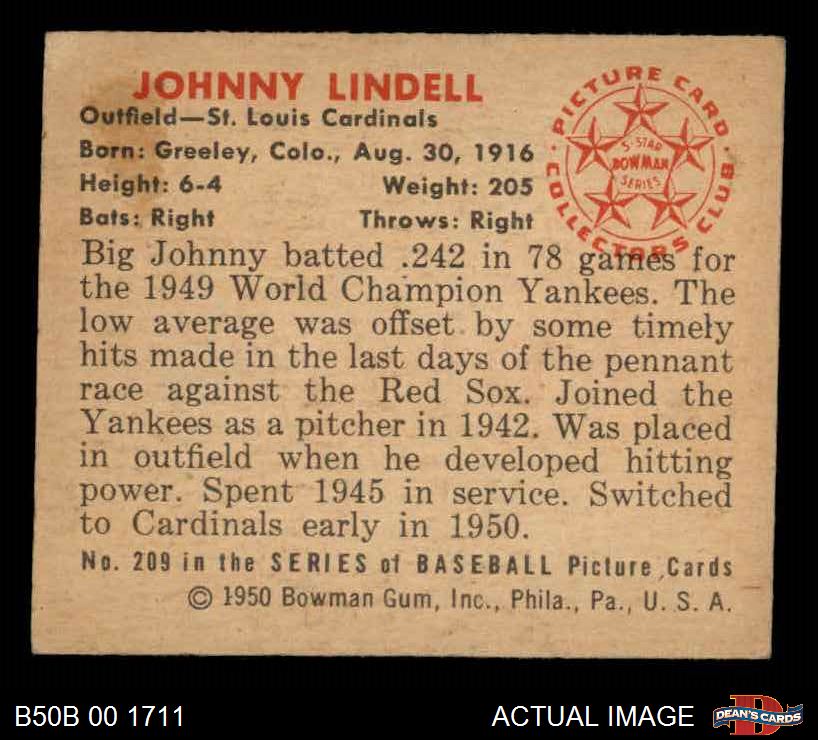 JOHNNY LINDELL
Outfield—St. Louis Cardinals
Born: Greeley, Colo., Aug. 30, 1916
Height: 6-4 Weight: 205
Bats: Right Throws: Right
PICTURE CARD
COLLECTORS CLUB
5-STAR
BOWMAN
SERIES
Big Johnny batted .242 in 78 games for
the 1949 World Champion Yankees. The
low average was offset by some timely
hits made in the last days of the pennant
race against the Red Sox. Joined the
Yankees as a pitcher in 1942. Was placed
in outfield when he developed hitting
power. Spent 1945 in service. Switched
to Cardinals early in 1950.
No. 209 in the SERIES of BASEBALL Picture Cards
© 1950 Bowman Gum, Inc., Phila., Pa., U. S. A.
B50B 00 1711
ACTUAL IMAGE
D
DEAN'S CARDS